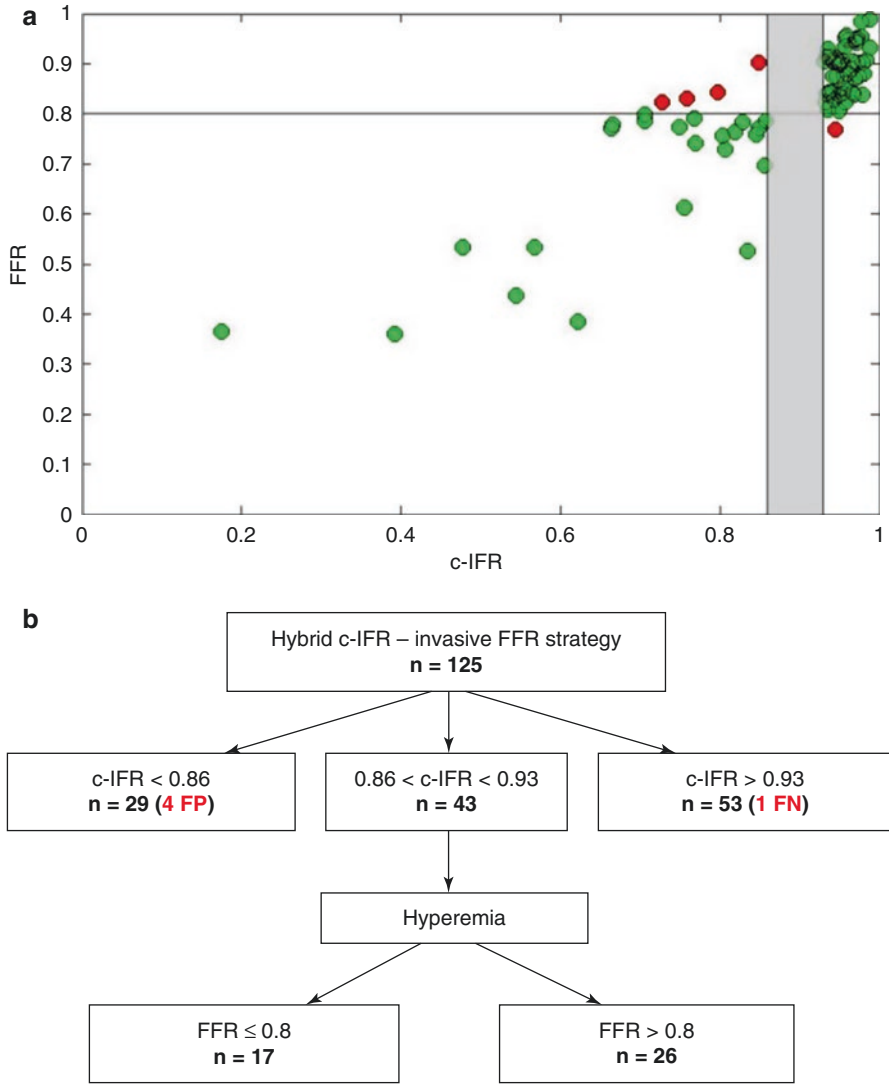 a
1
0.9
0.8
0.7
0.6
0.5
0.4
0.3
0.2
0.1
0
FFR
0
0.2
0.4
0.6
0.8
1
c-IFR
b
Hybrid c-IFR – invasive FFR strategy
n = 125
c-IFR < 0.86
n = 29 (4 FP)
0.86 < c-IFR < 0.93
n = 43
c-IFR > 0.93
n = 53 (1 FN)
Hyperemia
FFR ≤ 0.8
n = 17
FFR > 0.8
n = 26